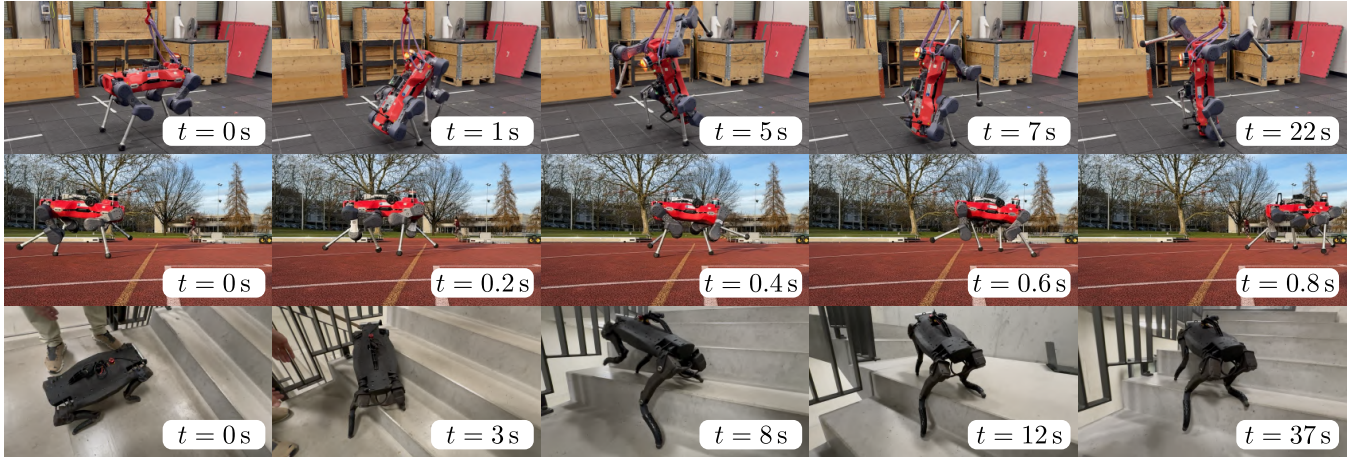 t = 0 s
t = 1 s
t = 5 s
t = 7 s
t = 22 s
t = 0 s
t = 0.2 s
t = 0.4 s
t = 0.6 s
t = 0.8 s
t = 0 s
t = 3 s
t = 8 s
t = 12 s
t = 37 s